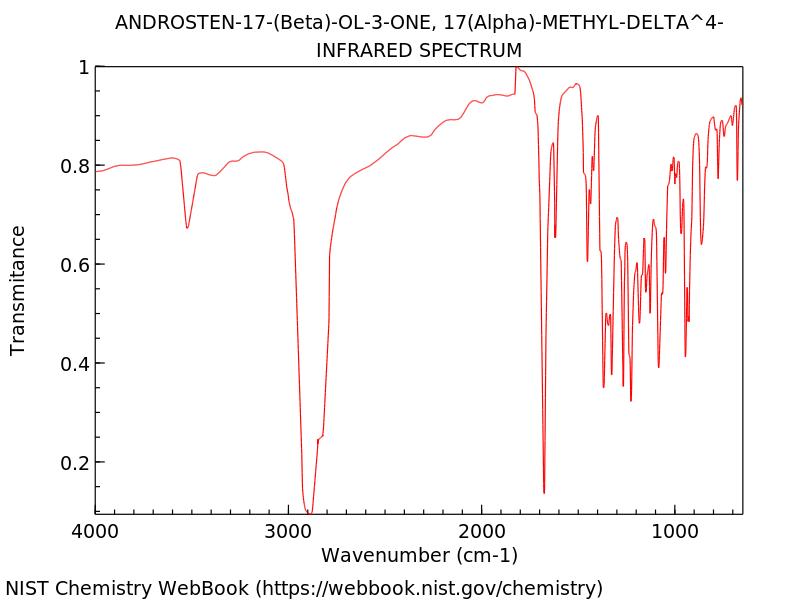 ANDROSTEN-17-(Beta)-OL-3-ONE, 17(Alpha)-METHYL-DELTA^4-
INFRARED SPECTRUM
1
0.8
0.6
0.4
0.2
Transmitance
4000 3000 2000 1000
Wavenumber (cm-1)
NIST Chemistry WebBook (https://webbook.nist.gov/chemistry)